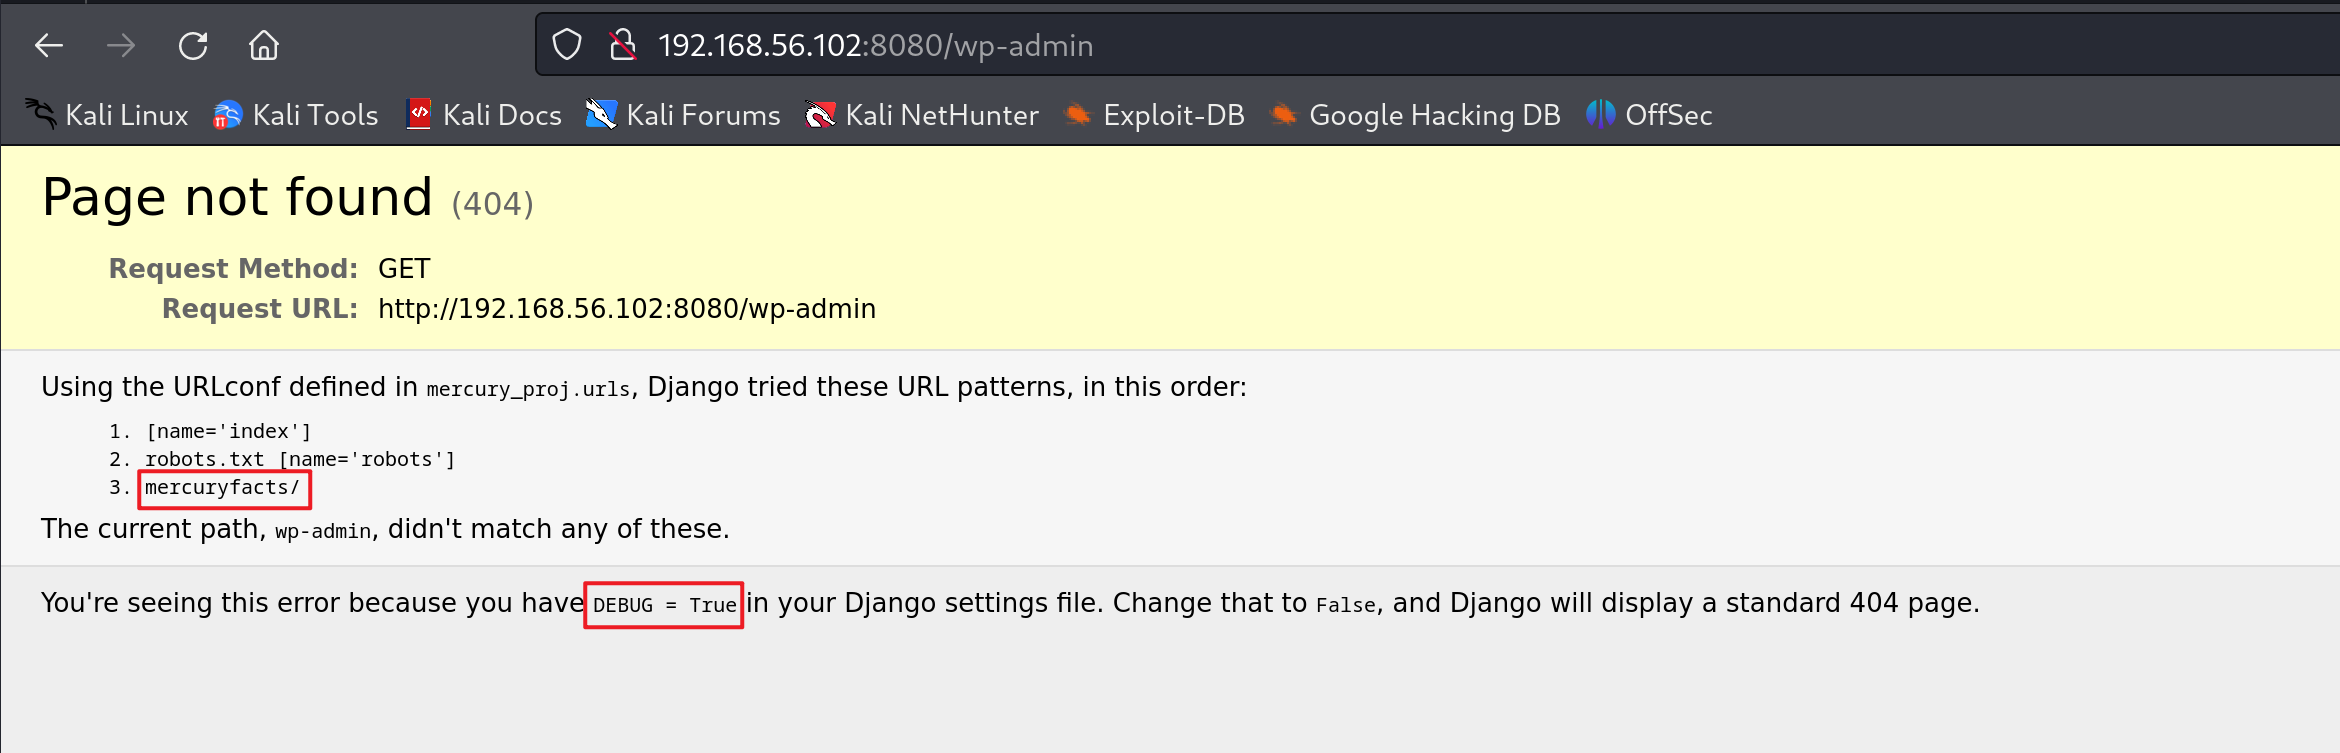 192.168.56.102:8080/wp-admin
Kali Linux Kali Tools Kali Docs Kali Forums Kali NetHunter Exploit-DB Google Hacking DB OffSec
Page not found (404)
Request Method: GET
Request URL: http://192.168.56.102:8080/wp-admin
Using the URLconf defined in mercury_proj.urls, Django tried these URL patterns, in this order:
1. [name='index']
2. robots.txt [name='robots']
3. mercuryfacts/
The current path, wp-admin, didn't match any of these.
You're seeing this error because you have DEBUG = True in your Django settings file. Change that to False, and Django will display a standard 404 page.